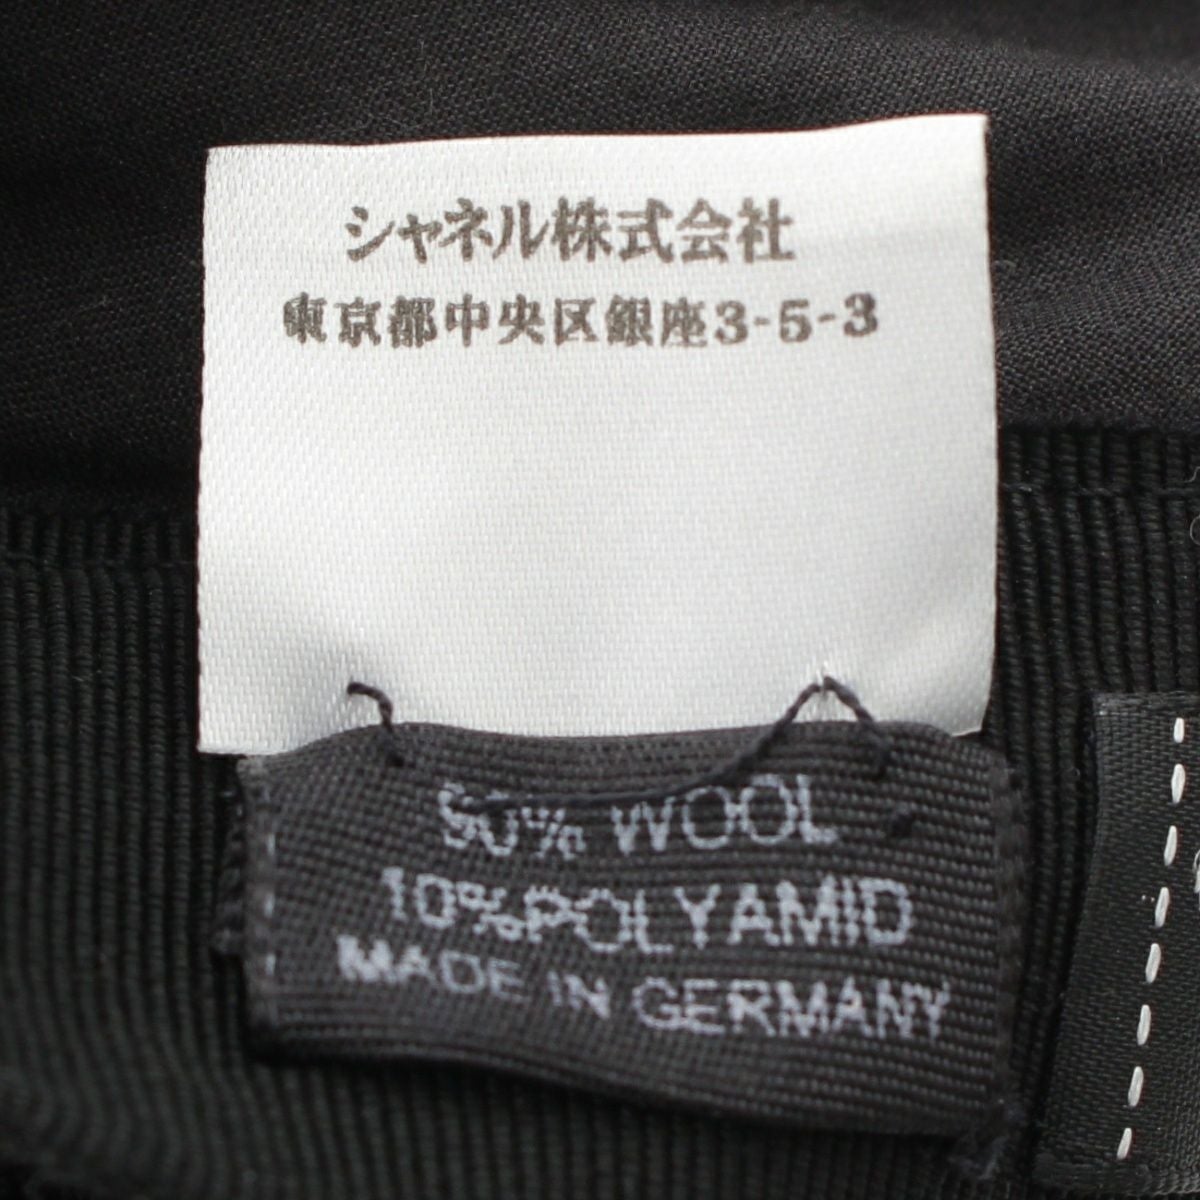 シャネル株式会社
東京都中央区銀座3-5-3
90% WOOL
10%POLYAMID
MADE IN GERMANY